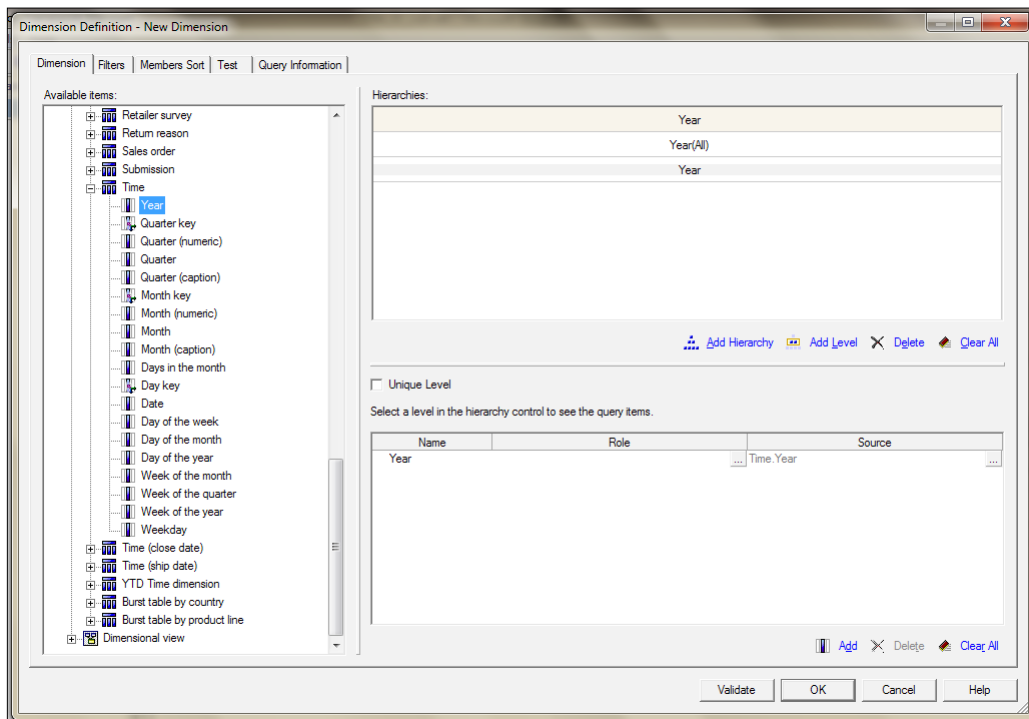 Dimension Definition - New Dimension
Dimension Filters Members Sort Test Query Information
Available items:
Retailer survey
Return reason
Sales order
Submission
Time
Year
Quarter key
Quarter (numeric)
Quarter
Quarter (caption)
Month key
Month (numeric)
Month
Month (caption)
Days in the month
Day key
Date
Day of the week
Day of the month
Day of the year
Week of the month
Week of the quarter
Week of the year
Weekday
Time (close date)
Time (ship date)
YTD Time dimension
Burst table by country
Burst table by product line
Dimensional view
Hierarchies:
Year
Year(All)
Year
Add Hierarchy Add Level Delete Clear All
Unique Level
Select a level in the hierarchy control to see the query items.
Name Role Source
Year ... Time.Year ...
Add Delete Clear All
Validate OK Cancel Help